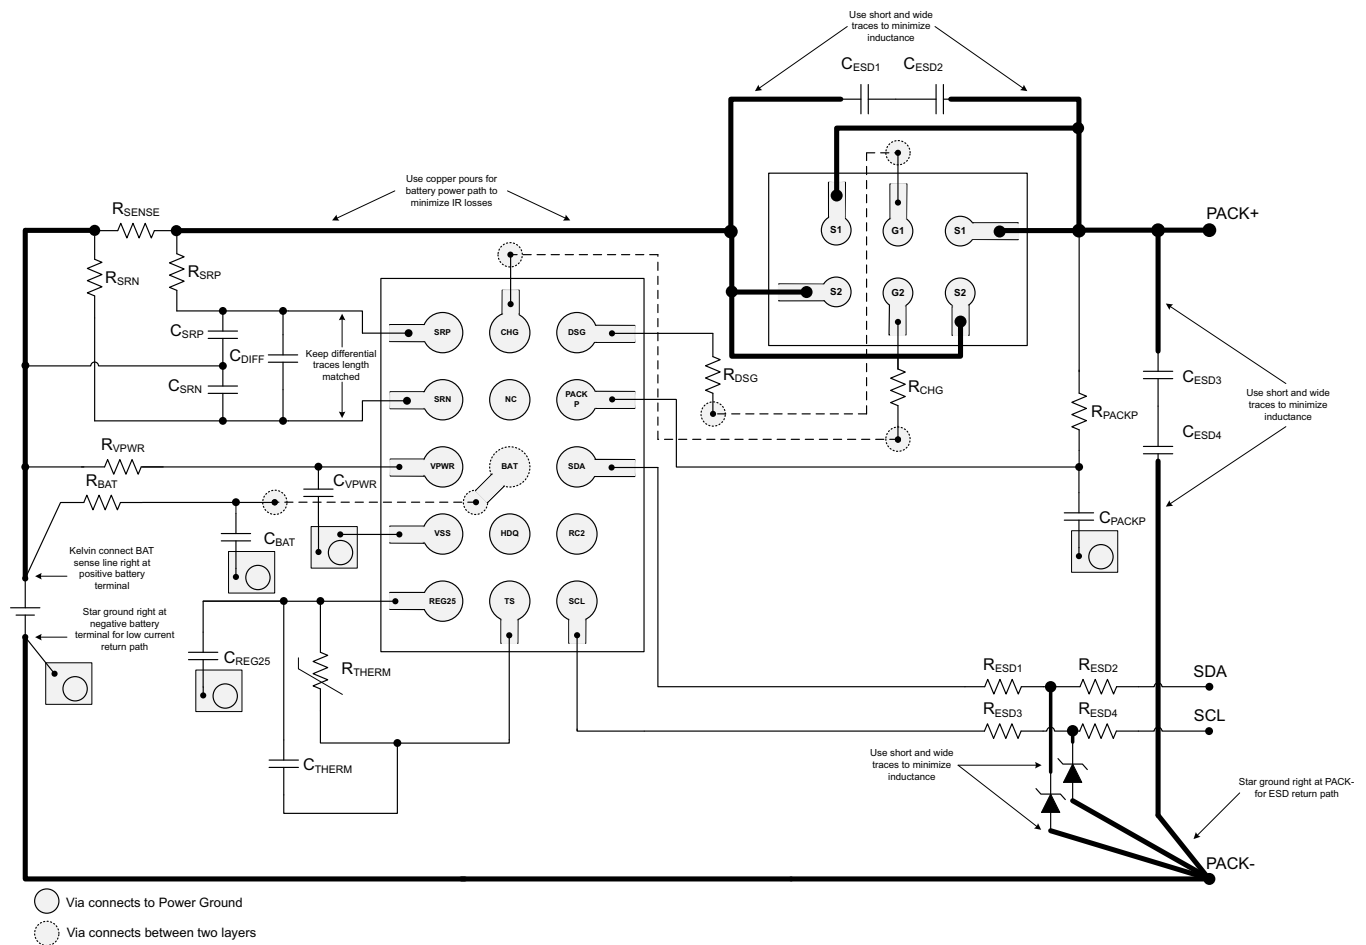 Use short and wide
traces to minimize
inductance
CESD1
CESD2
Use copper pours for
battery power path to
minimize IR losses
RSENSE
PACK+
S1
G1
S1
RSRN
RSRP
S2
G2
S2
CSRP
CDIFF
Keep differential
traces length
matched
SRP
CHG
DSG
RDSG
RCHG
CESD3
CSRN
SRN
NC
PACK
P
RPACKP
Use short and wide
traces to minimize
inductance
CESD4
RVPWR
VPWR
BAT
SDA
RBAT
CVPWR
CPACKP
CBAT
VSS
HDQ
RC2
Kelvin connect BAT
sense line right at
positive battery
terminal
Star ground right at
negative battery
terminal for low current
return path
REG25
TS
SCL
CREG25
RTHERM
RESD1
RESD2
SDA
RESD3
RESD4
SCL
CTHERM
Use short and wide
traces to minimize
inductance
Star ground right at PACK-
for ESD return path
PACK-
Via connects to Power Ground
Via connects between two layers